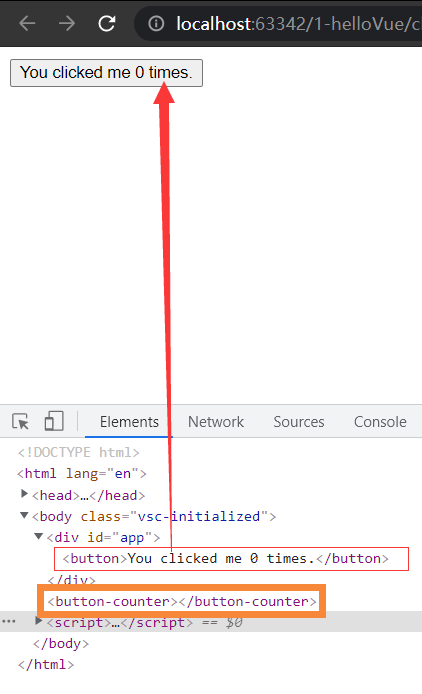 localhost:63342/1-helloVue/c
You clicked me 0 times.
Elements Network Sources Console
<!DOCTYPE html>
<html lang="en">
<head>…</head>
<body class="vsc-initialized">
<div id="app">
<button>You clicked me 0 times.</button>
</div>
<button-counter></button-counter>
<script>…</script> == $0
</body>
</html>